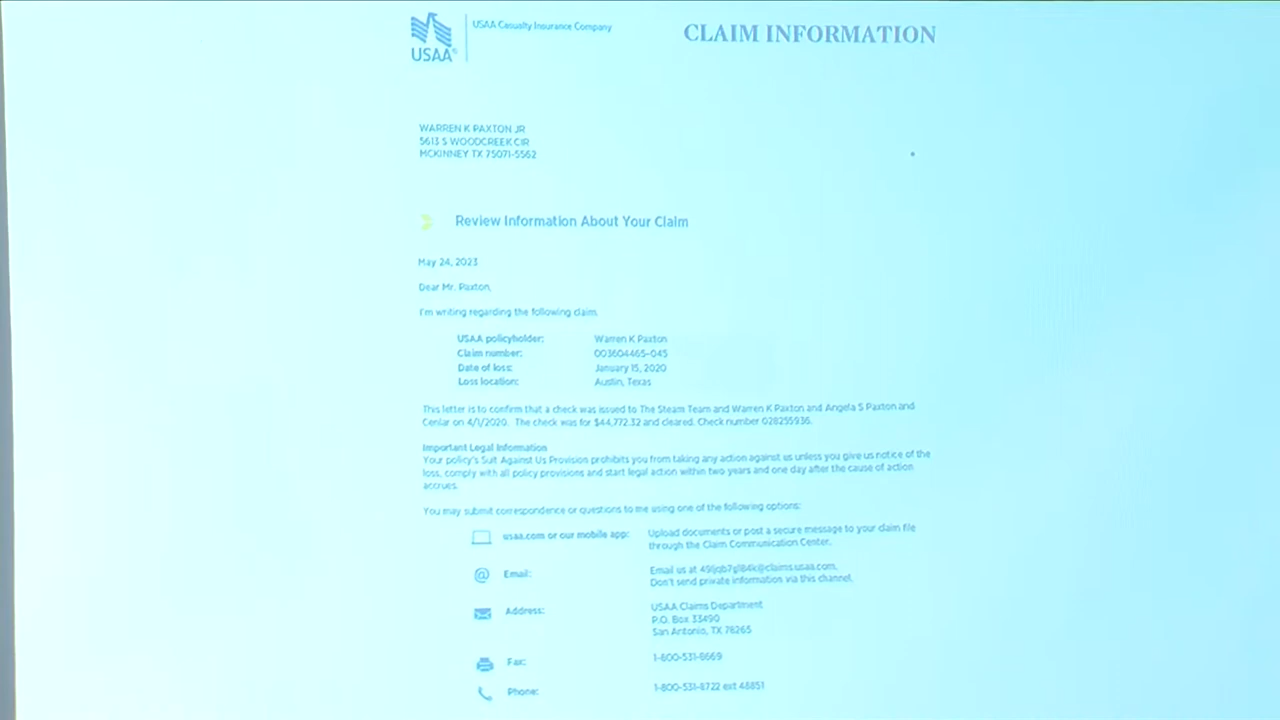 USAA Casualty Insurance Company
USAA®
CLAIM INFORMATION
WARREN K PAXTON JR
5613 S WOODCREEK CIR
MCKINNEY TX 75071-5562
Review Information About Your Claim
May 24, 2023
Dear Mr. Paxton,
I'm writing regarding the following claim.
USAA policyholder: Warren K Paxton
Claim number: 003604465-045
Date of loss: January 15, 2020
Loss location: Austin, Texas
This letter is to confirm that a check was issued to The Steam Team and Warren K Paxton and Angela S Paxton and
Cenlar on 4/1/2020. The check was for $44,772.32 and cleared. Check number 028255936.
Important Legal Information
Your policy's Suit Against Us Provision prohibits you from taking any action against us unless you give us notice of the
loss, comply with all policy provisions and start legal action within two years and one day after the cause of action
accrues.
You may submit correspondence or questions to me using one of the following options:
usaa.com or our mobile app: Upload documents or post a secure message to your claim file
through the Claim Communication Center.
Email: Email us at
Don't send private information via this channel.
Address: USAA Claims Department
P.O. Box 33490
San Antonio, TX 78265
Fax: 1-800-531-8669
Phone: 1-800-531-8722 ext 48851